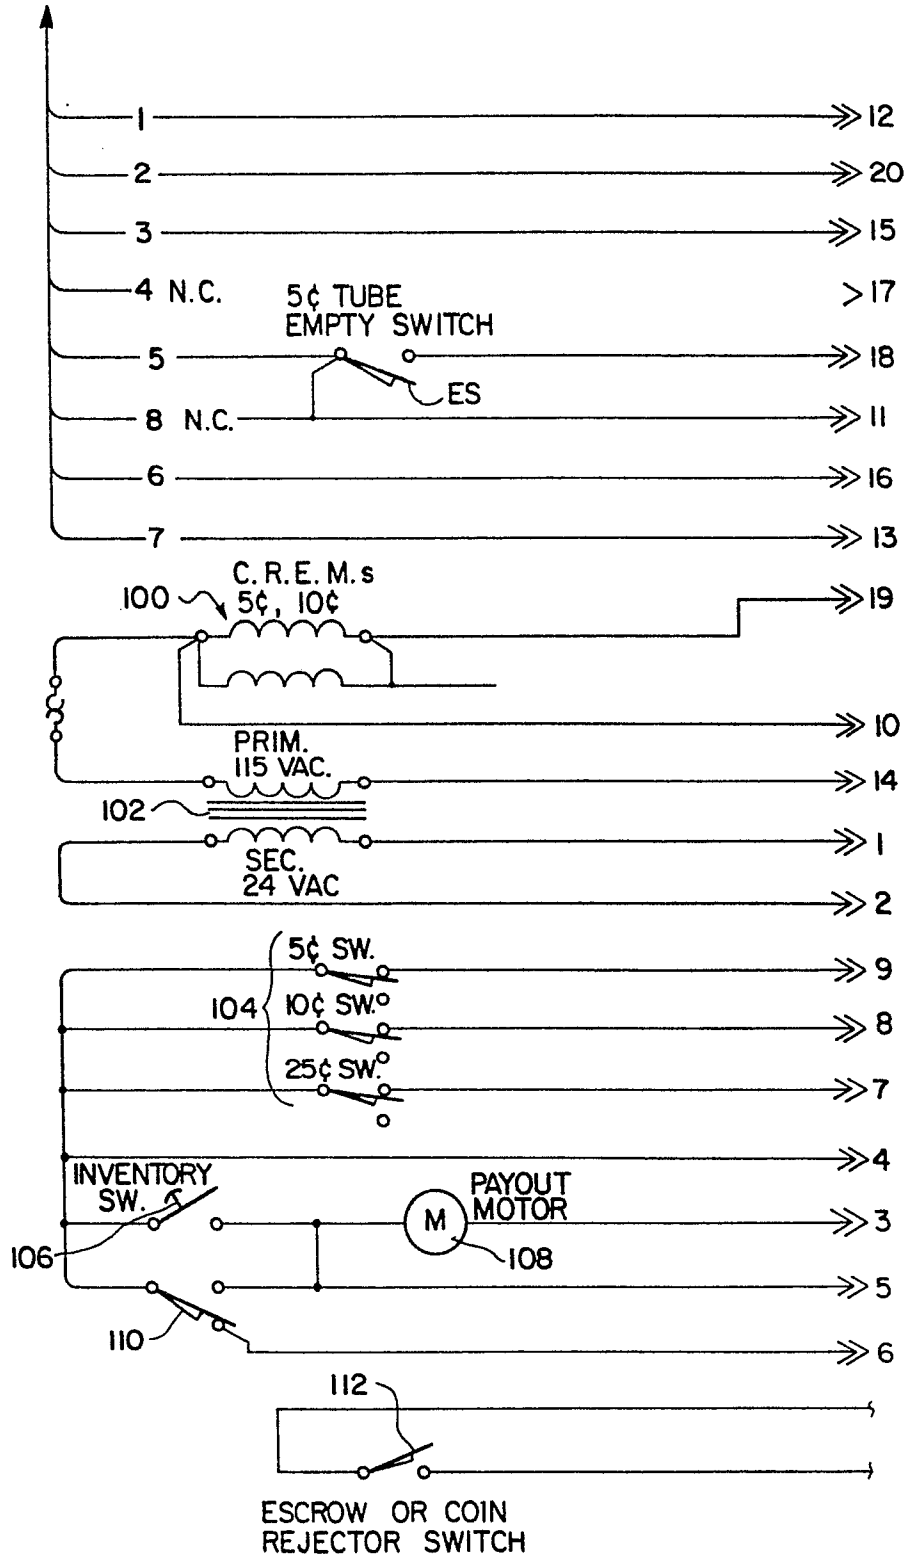 1 12
2 20
3 15
4 N.C. 17
5¢ TUBE
EMPTY SWITCH
5 18
ES
8 N.C. 11
6 16
7 13
C.R.E.M.s
100 5¢, 10¢ 19
10
PRIM.
115 VAC. 14
102
1
SEC.
24 VAC 2
5¢ SW. 9
104 10¢ SW. 8
25¢ SW. 7
4
INVENTORY
SW.
PAYOUT
MOTOR
M 3
106 108
5
110 6
112
ESCROW OR COIN
REJECTOR SWITCH